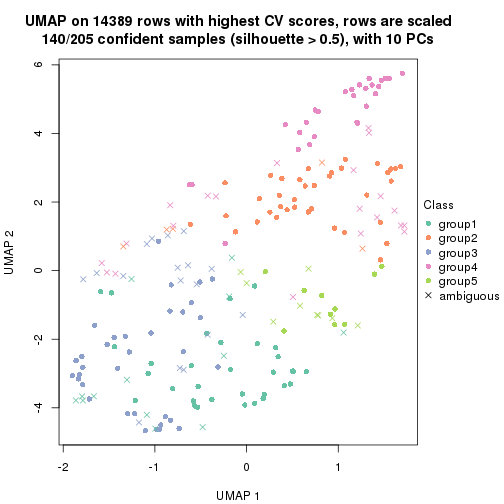 UMAP on 14389 rows with highest CV scores, rows are scaled
140/205 confident samples (silhouette > 0.5), with 10 PCs
6
4
2
0
-2
-4
UMAP 2
-2
-1
0
1
UMAP 1
Class
group1
group2
group3
group4
group5
ambiguous